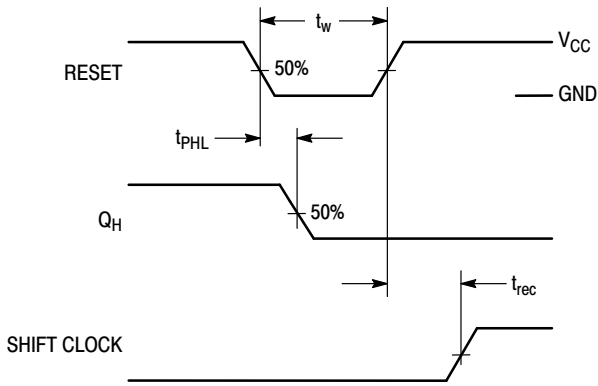 t_w
V_CC
RESET
50%
GND
t_PHL
Q_H
50%
t_rec
SHIFT CLOCK